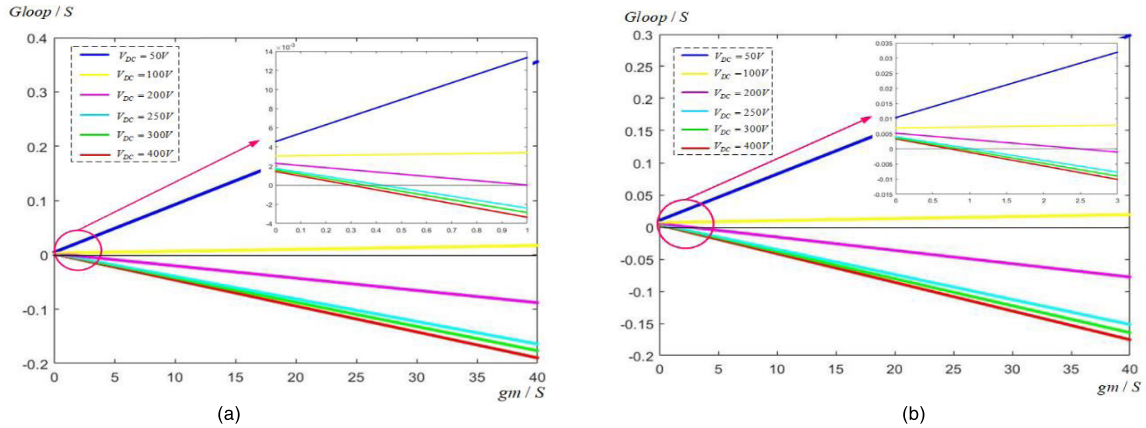 Gloop / S
0.4
0.3
0.2
0.1
0
-0.1
-0.2
0 5 10 15 20 25 30 35 40
gm / S
V_DC = 50V
V_DC = 100V
V_DC = 200V
V_DC = 250V
V_DC = 300V
V_DC = 400V
14 ×10⁻³
12
10
8
6
4
2
0
-2
-4
0 0.1 0.2 0.3 0.4 0.5 0.6 0.7 0.8 0.9 1
(a)
Gloop / S
0.3
0.25
0.2
0.15
0.1
0.05
0
-0.05
-0.1
-0.15
-0.2
0 5 10 15 20 25 30 35 40
gm / S
V_DC = 50V
V_DC = 100V
V_DC = 200V
V_DC = 250V
V_DC = 300V
V_DC = 400V
0.035
0.03
0.025
0.02
0.015
0.01
0.005
0
-0.005
-0.01
-0.015
0 0.5 1 1.5 2 2.5 3
(b)